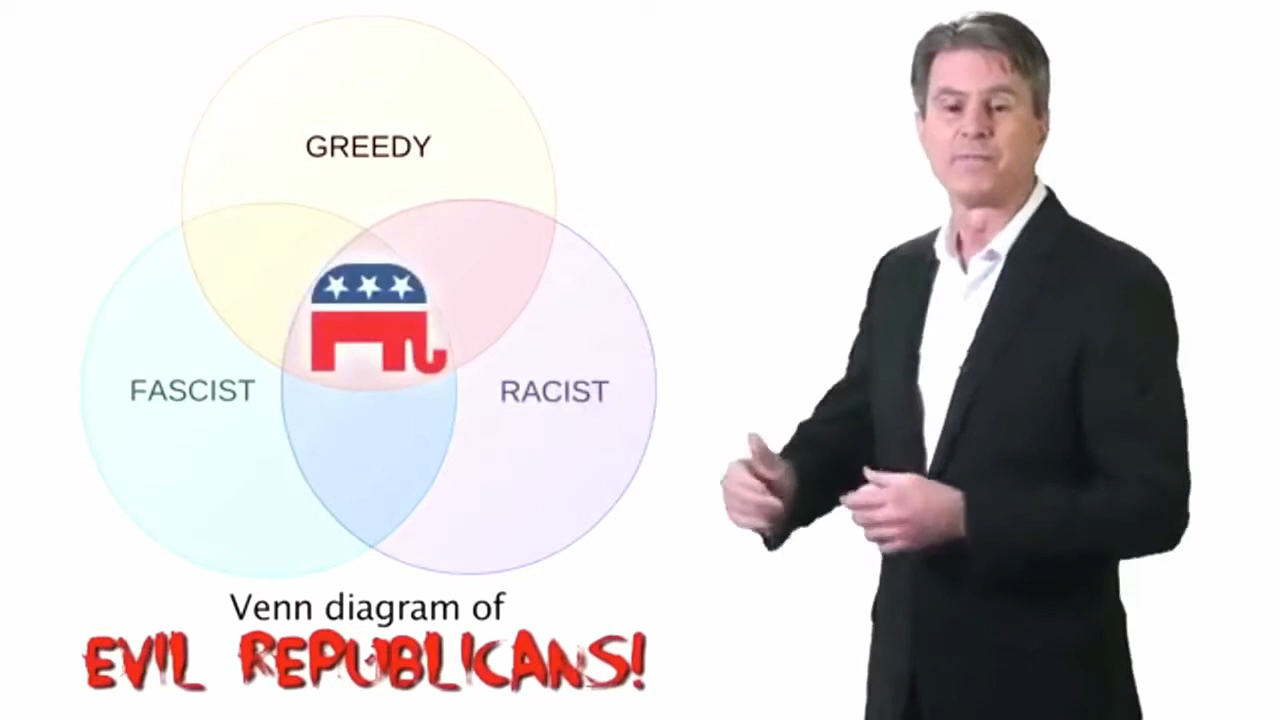 GREEDY
FASCIST
RACIST
Venn diagram of
EVIL REPUBLICANS!